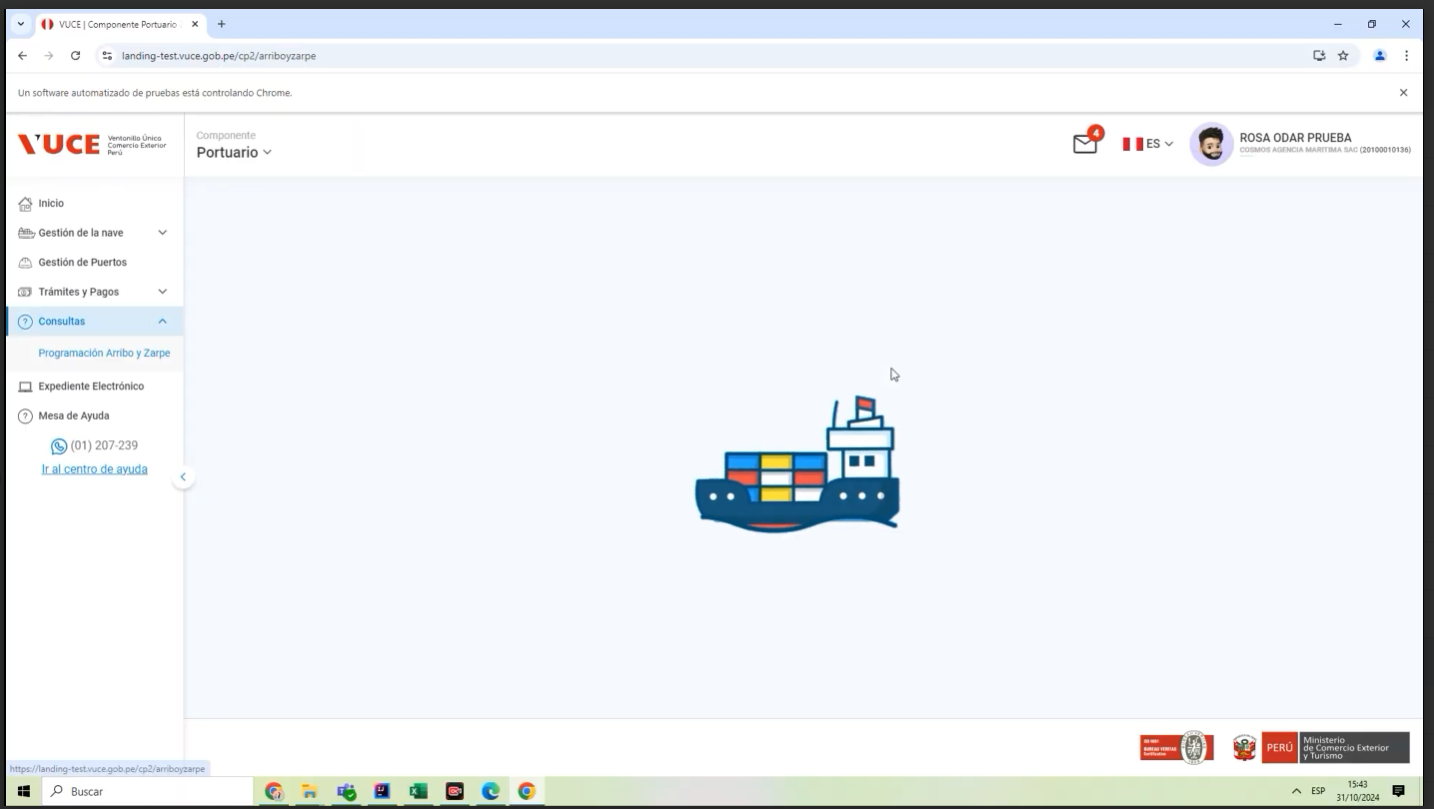 VUCE | Componente Portuario
landing-test.vuce.gob.pe/cp2/arriboyzarpe
Un software automatizado de pruebas está controlando Chrome.
VUCE
Ventanilla Única
Comercio Exterior
Perú
Componente
Portuario
4
ES
ROSA ODAR PRUEBA
COSMOS AGENCIA MARITIMA SAC (20100010136)
Inicio
Gestión de la nave
Gestión de Puertos
Trámites y Pagos
Consultas
Programación Arribo y Zarpe
Expediente Electrónico
Mesa de Ayuda
(01) 207-239
Ir al centro de ayuda
BUREAU VERITAS
Certification
PERÚ
Ministerio
de Comercio Exterior
y Turismo
https://landing-test.vuce.gob.pe/cp2/arriboyzarpe
Buscar
ESP
15:43
31/10/2024